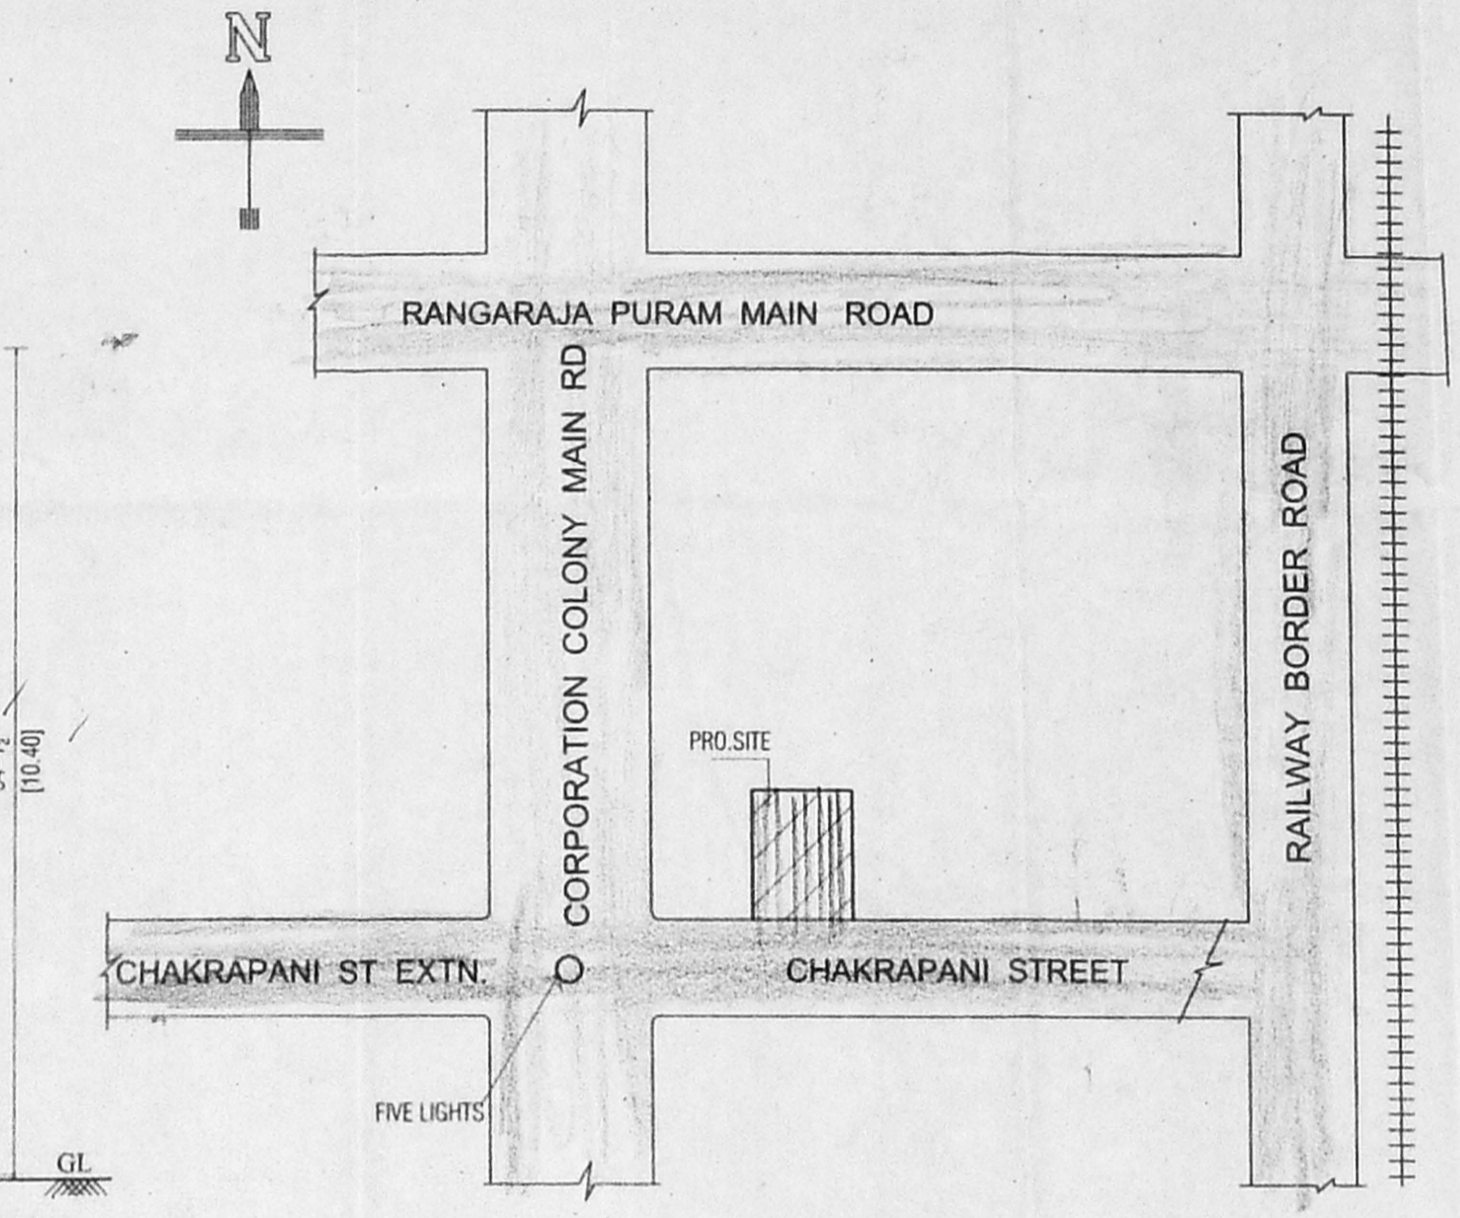 N
RANGARAJA PURAM MAIN ROAD
CORPORATION COLONY MAIN RD
RAILWAY BORDER ROAD
[10.40]
PRO.SITE
CHAKRAPANI ST EXTN.
CHAKRAPANI STREET
FIVE LIGHTS
GL